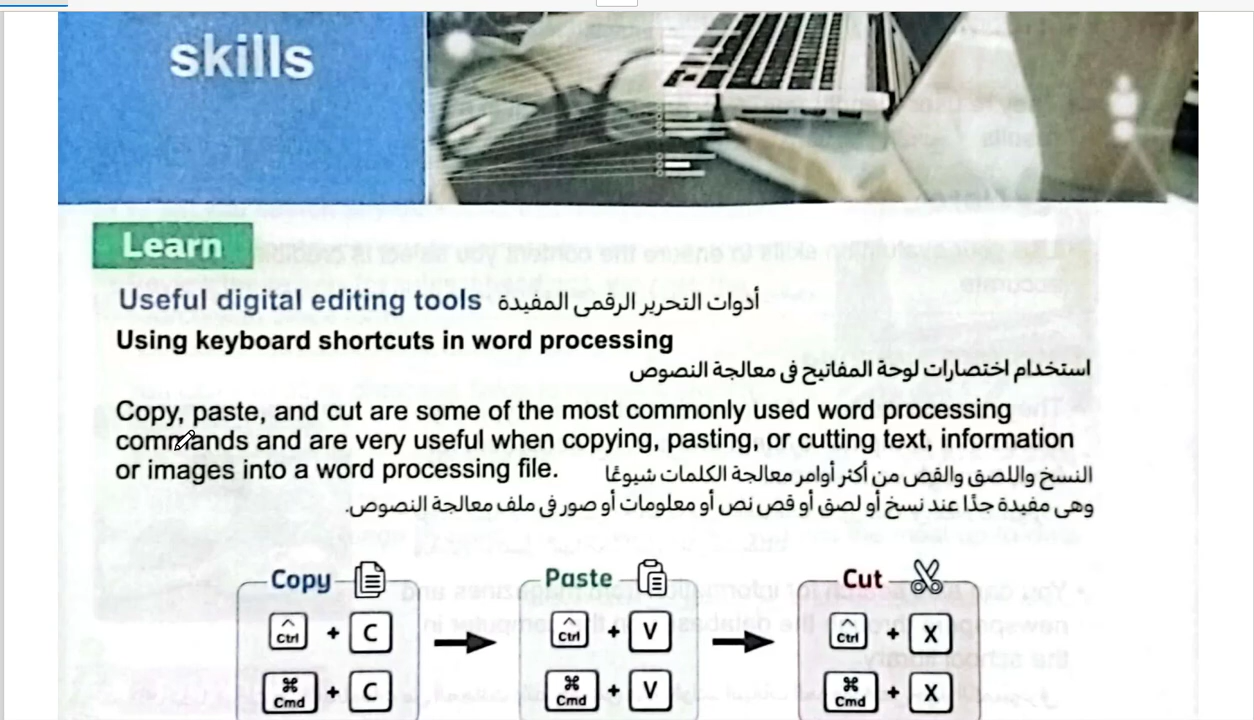 skills
Learn
Useful digital editing tools أدوات التحرير الرقمى المفيدة
Using keyboard shortcuts in word processing
استخدام اختصارات لوحة المفاتيح فى معالجة النصوص
Copy, paste, and cut are some of the most commonly used word processing
commands and are very useful when copying, pasting, or cutting text, information
or images into a word processing file. النسخ واللصق والقص من أكثر أوامر معالجة الكلمات شيوعًا
وهى مفيدة جدًا عند نسخ أو لصق أو قص نص أو معلومات أو صور فى ملف معالجة النصوص.
Copy Paste Cut
Ctrl + C Ctrl + V Ctrl + X
⌘ Cmd + C ⌘ Cmd + V ⌘ Cmd + X